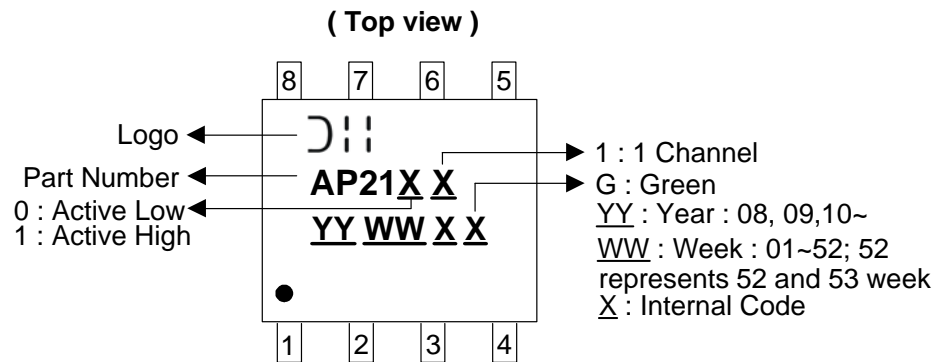 ( Top view )
8 7 6 5
Logo
Part Number
0 : Active Low
1 : Active High
AP21X X
YY WW X X
1 : 1 Channel
G : Green
YY : Year : 08, 09,10~
WW : Week : 01~52; 52
represents 52 and 53 week
X : Internal Code
1 2 3 4